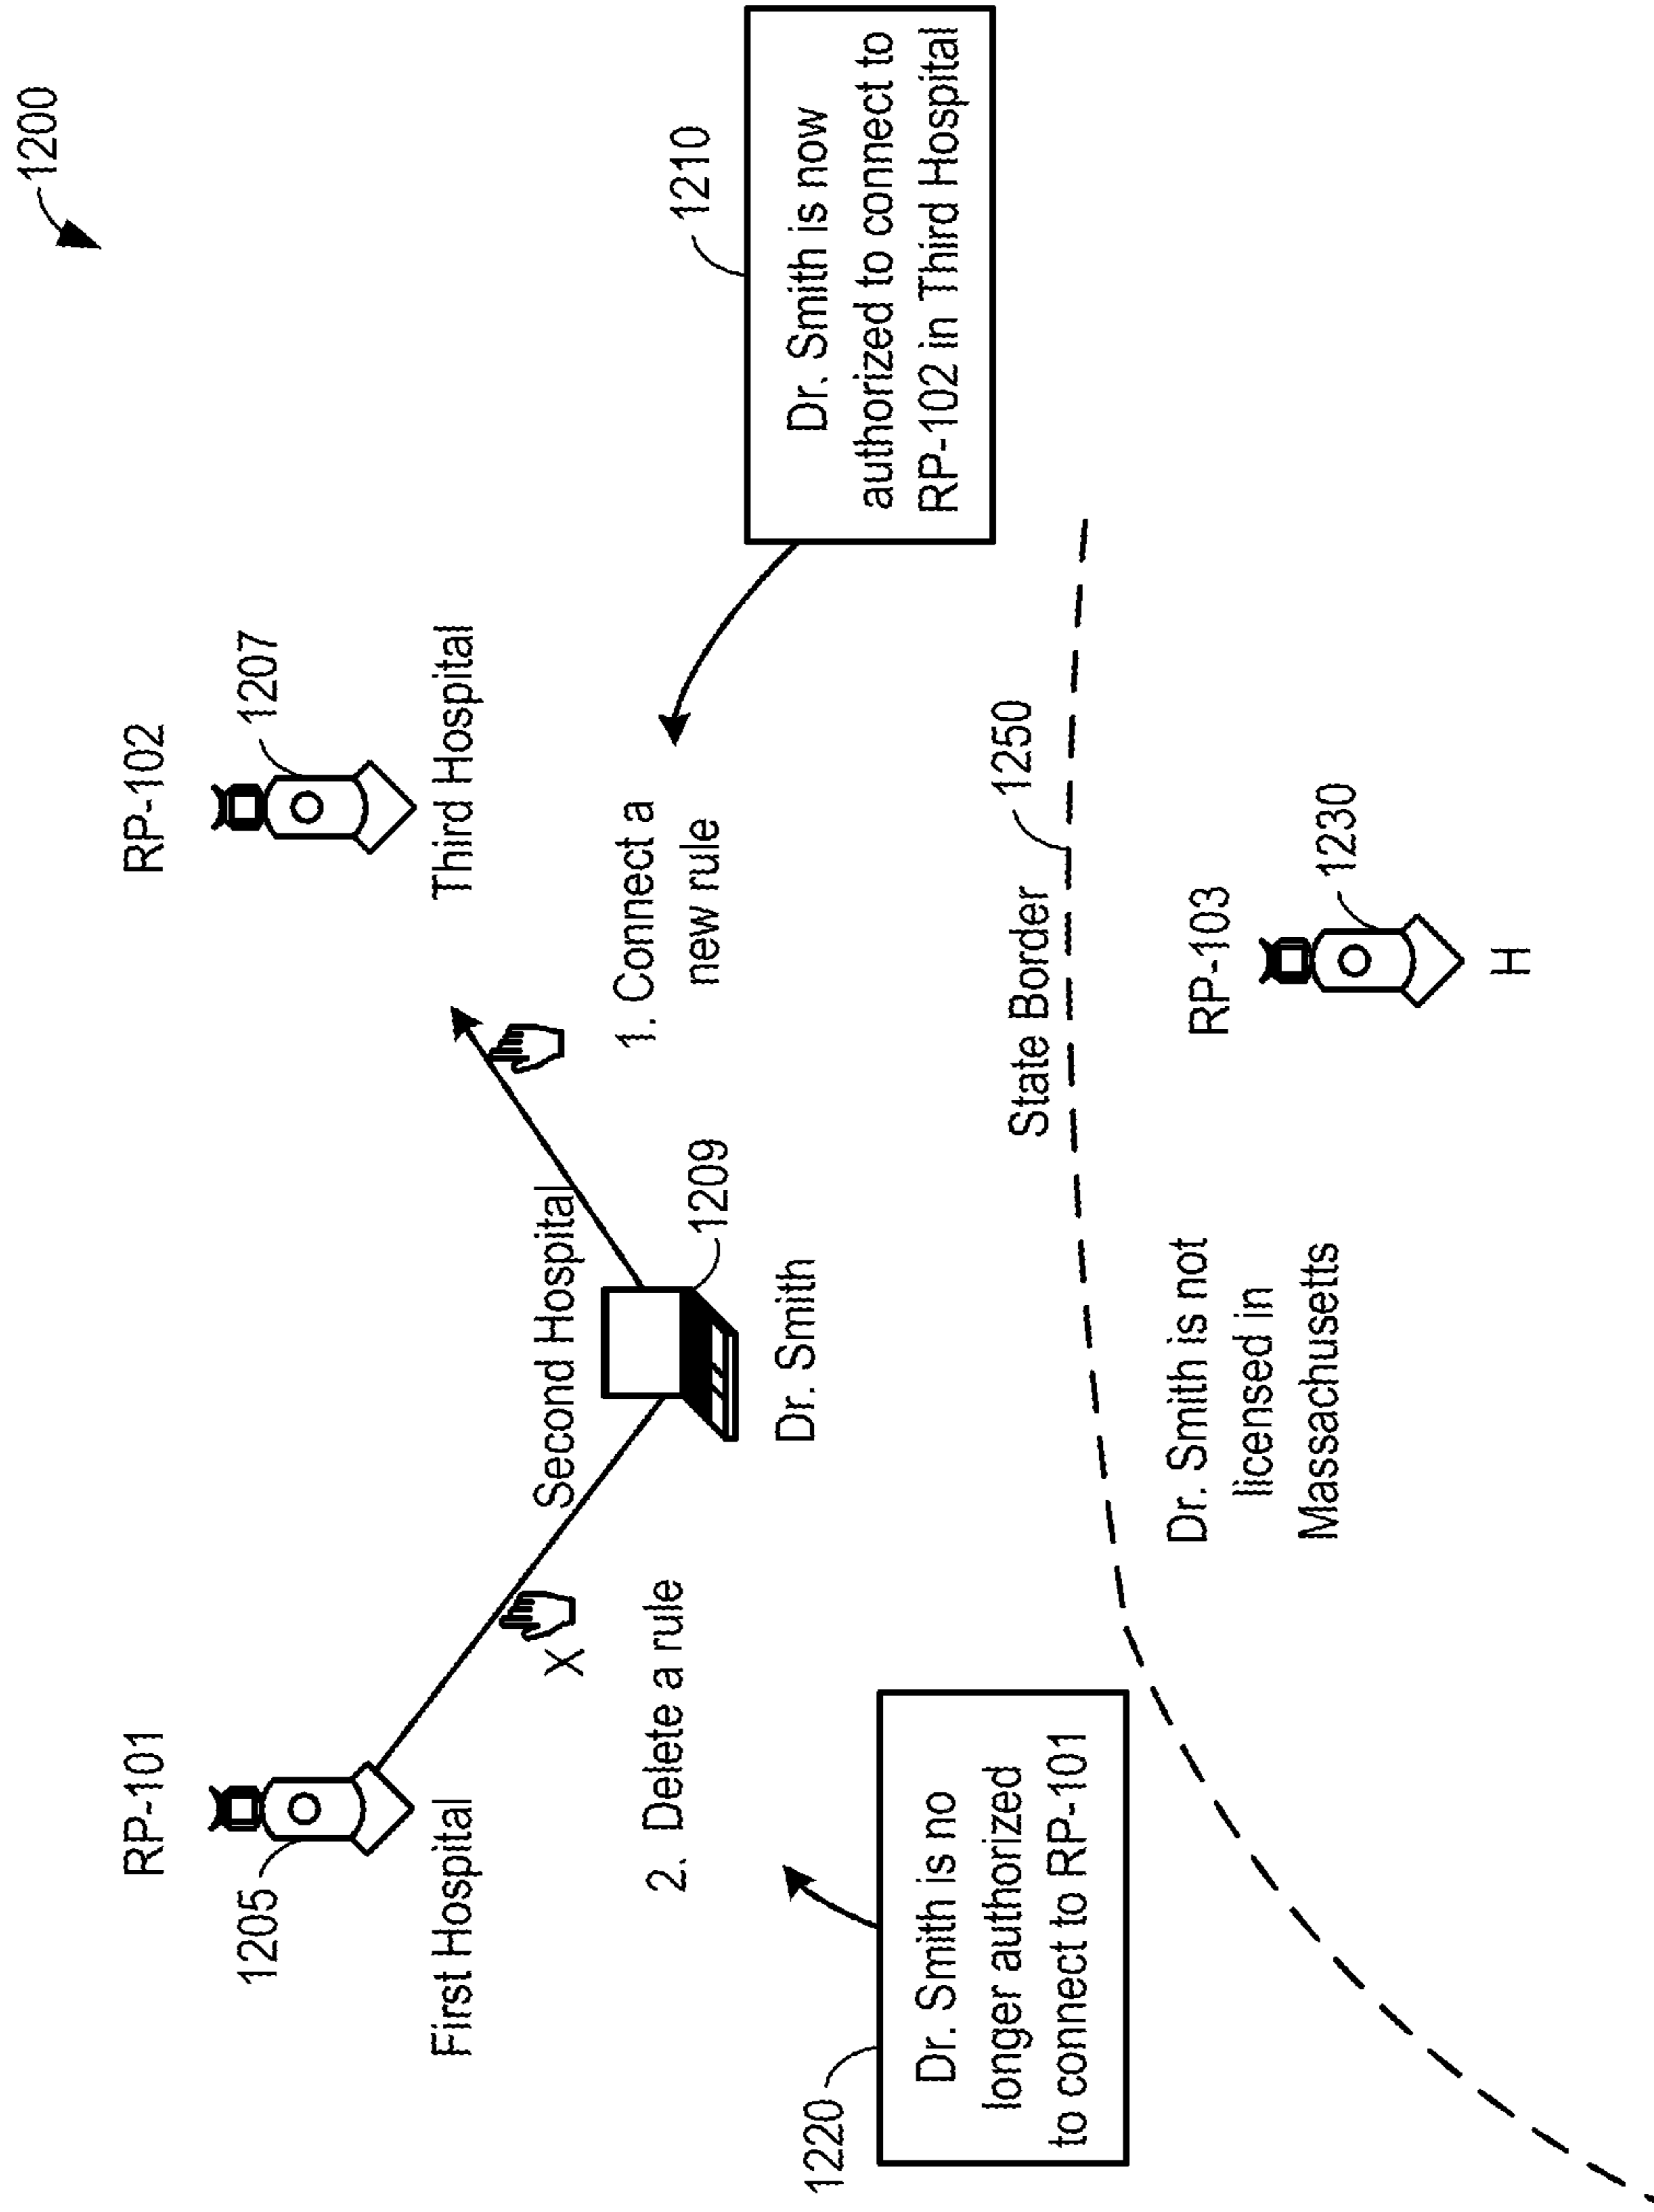 1200
RP-101
RP-102
1205
1207
First Hospital
Third Hospital
Second Hospital
1209
Dr. Smith
X
2. Delete a rule
1. Connect a
new rule
1210
Dr. Smith is now
authorized to connect to
RP-102 in Third Hospital
1220
Dr. Smith is no
longer authorized
to connect to RP-101
State Border
1250
Dr. Smith is not
licensed in
Massachusetts
RP-103
1230
H